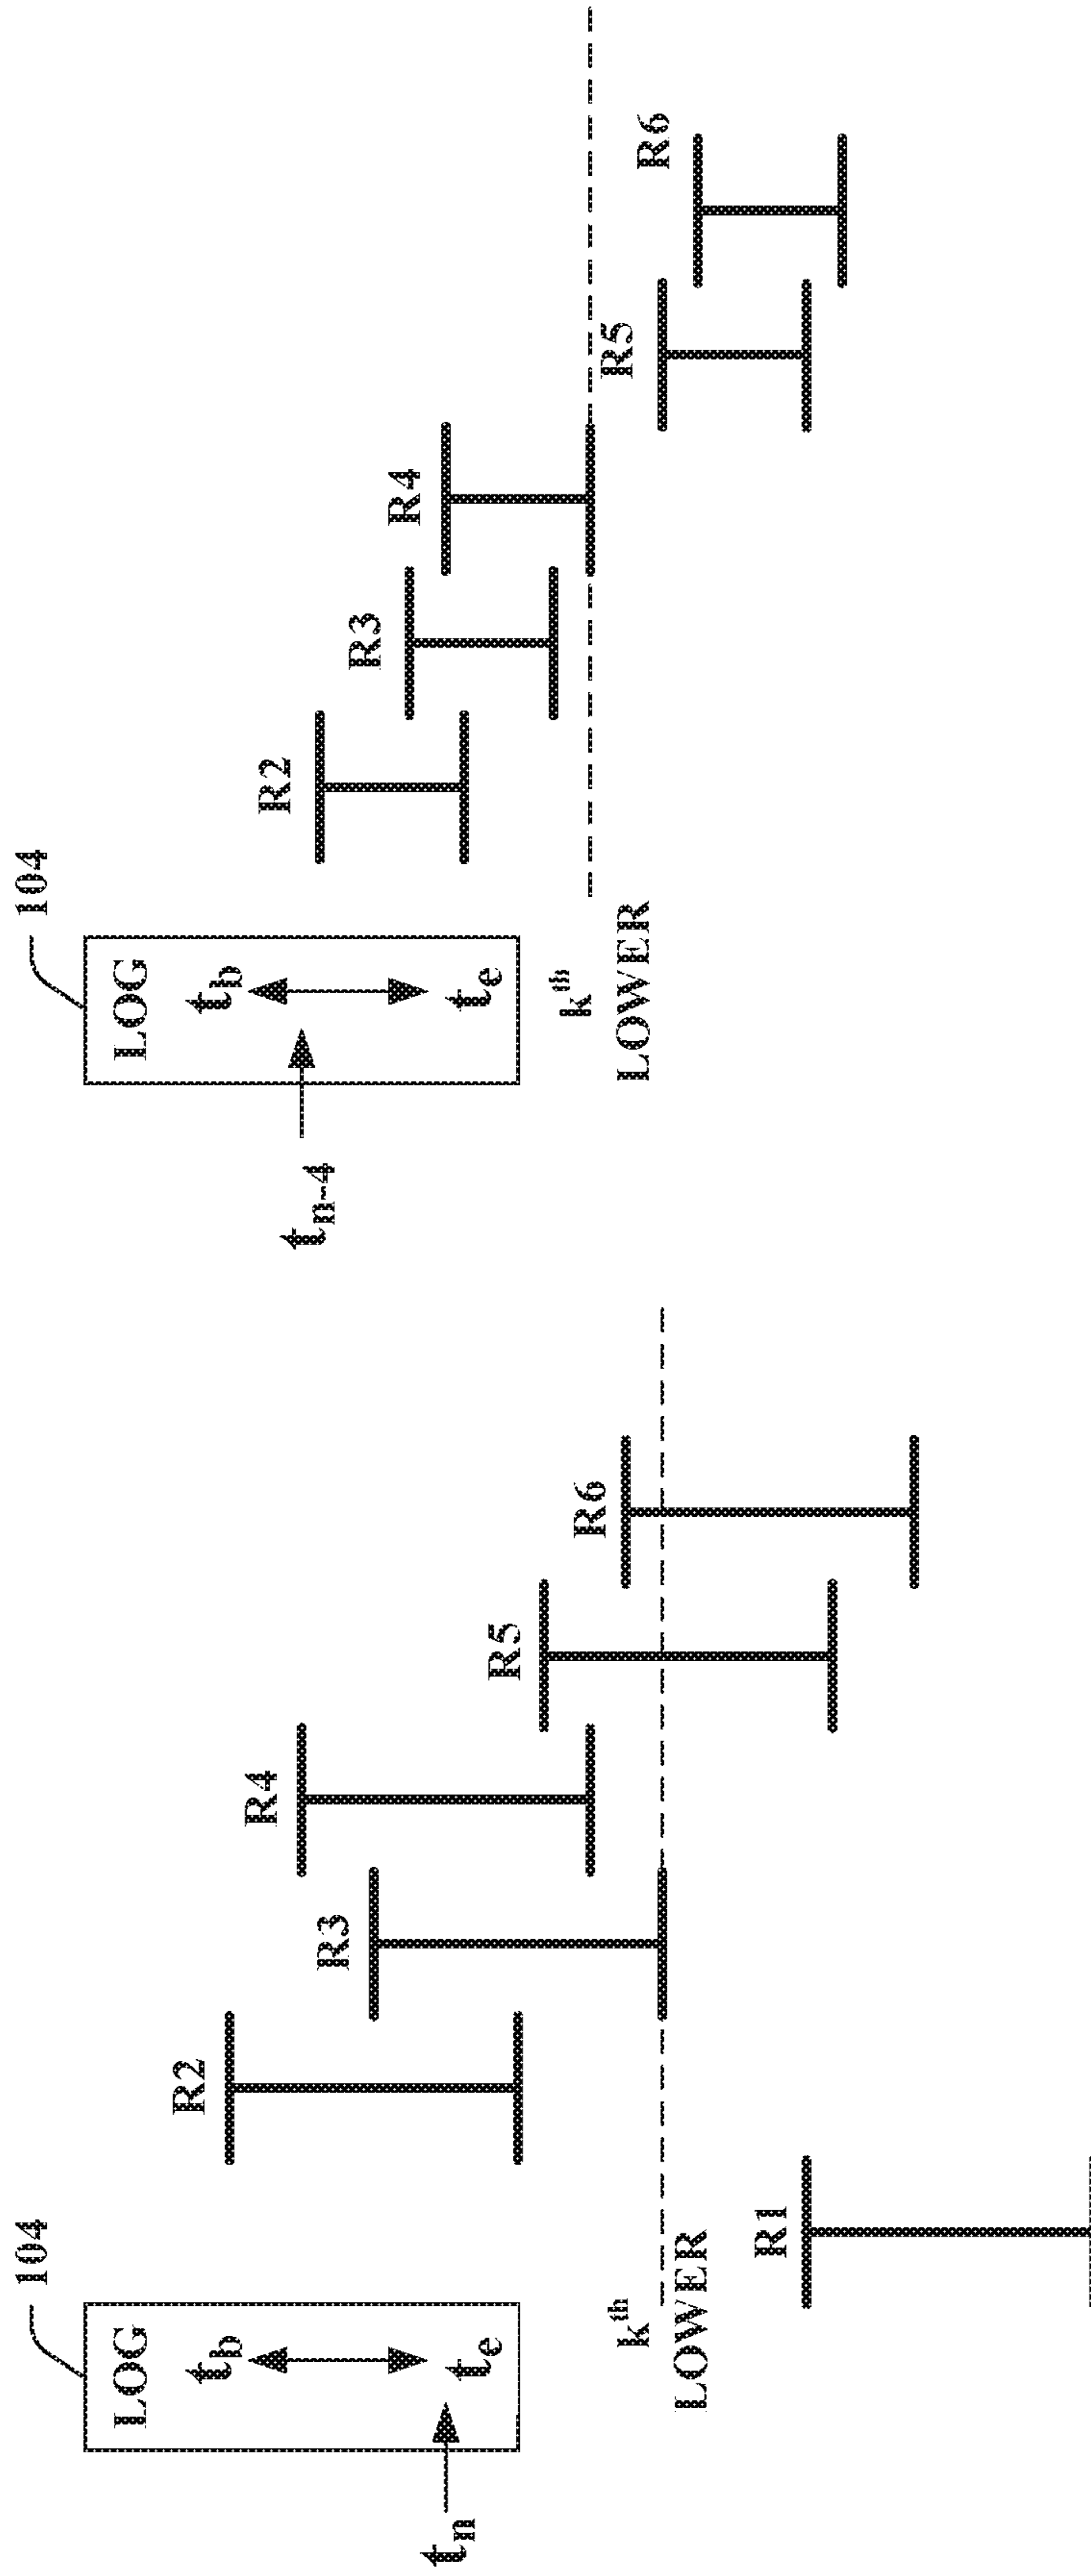 104
LOG
t_b
t_e
t_n
k^th
LOWER
R1
R2
R3
R4
R5
R6
104
LOG
t_b
t_e
t_n-4
k^th
LOWER
R2
R3
R4
R5
R6